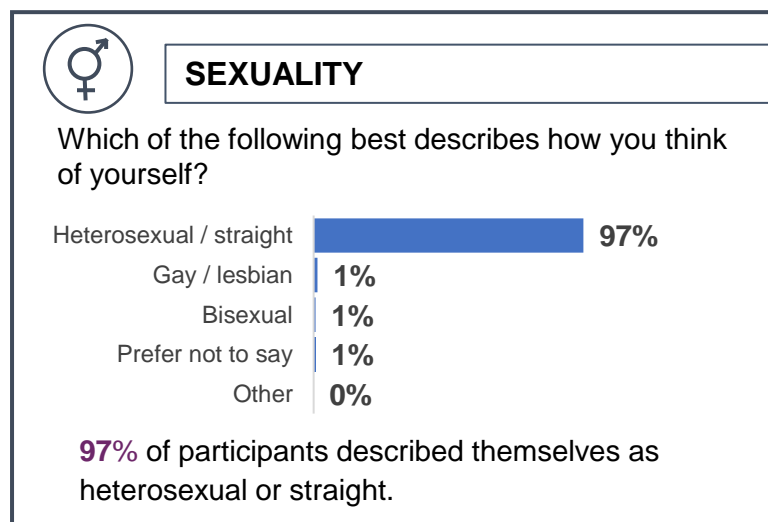 SEXUALITY
Which of the following best describes how you think
of yourself?
Heterosexual / straight 97%
Gay / lesbian 1%
Bisexual 1%
Prefer not to say 1%
Other 0%
97% of participants described themselves as
heterosexual or straight.